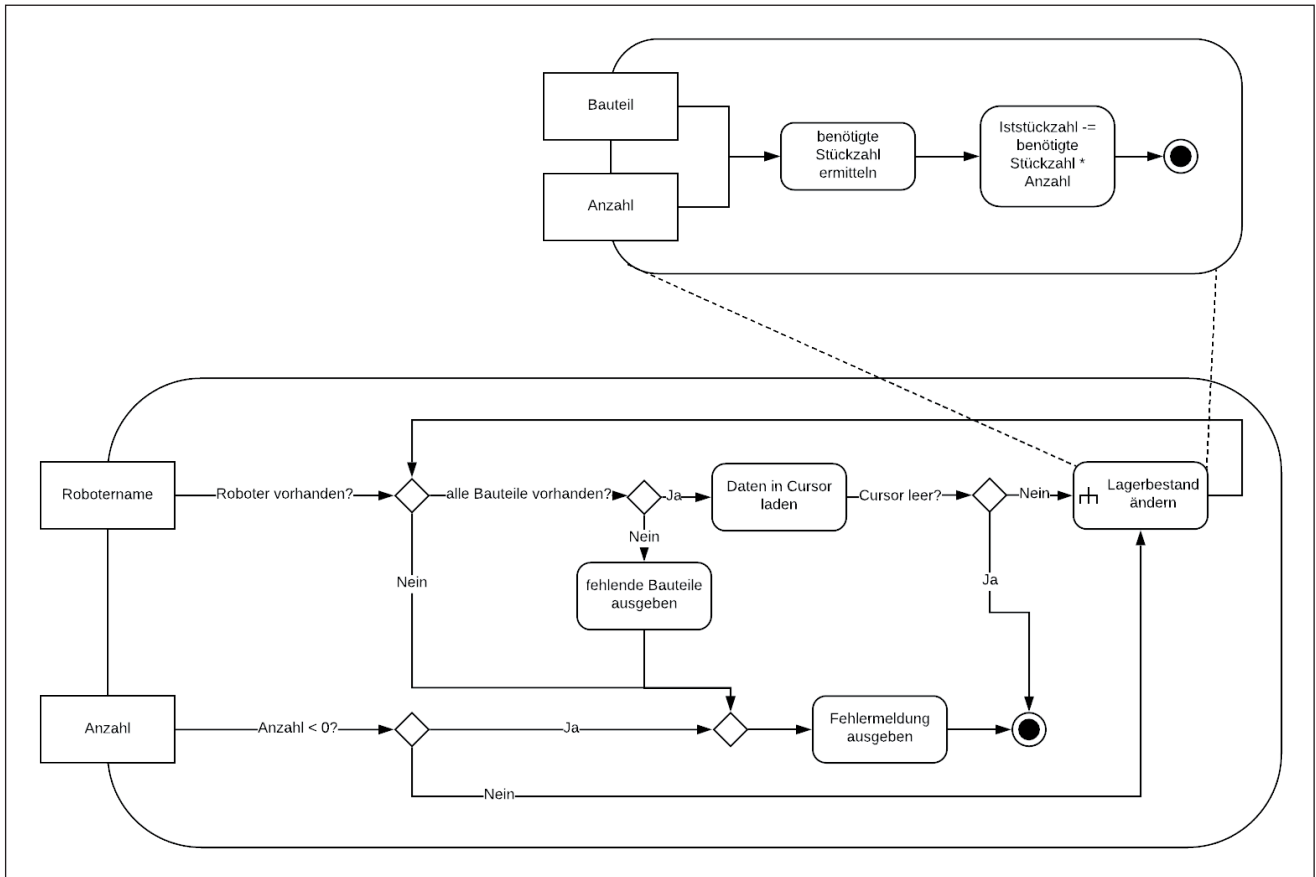 Bauteil
Anzahl
benötigte
Stückzahl
ermitteln
Iststückzahl -=
benötigte
Stückzahl *
Anzahl
Robotername
Roboter vorhanden?
alle Bauteile vorhanden?
Ja
Daten in Cursor
laden
Cursor leer?
Nein
Lagerbestand
ändern
Nein
Nein
fehlende Bauteile
ausgeben
Ja
Anzahl
Anzahl < 0?
Ja
Fehlermeldung
ausgeben
Nein